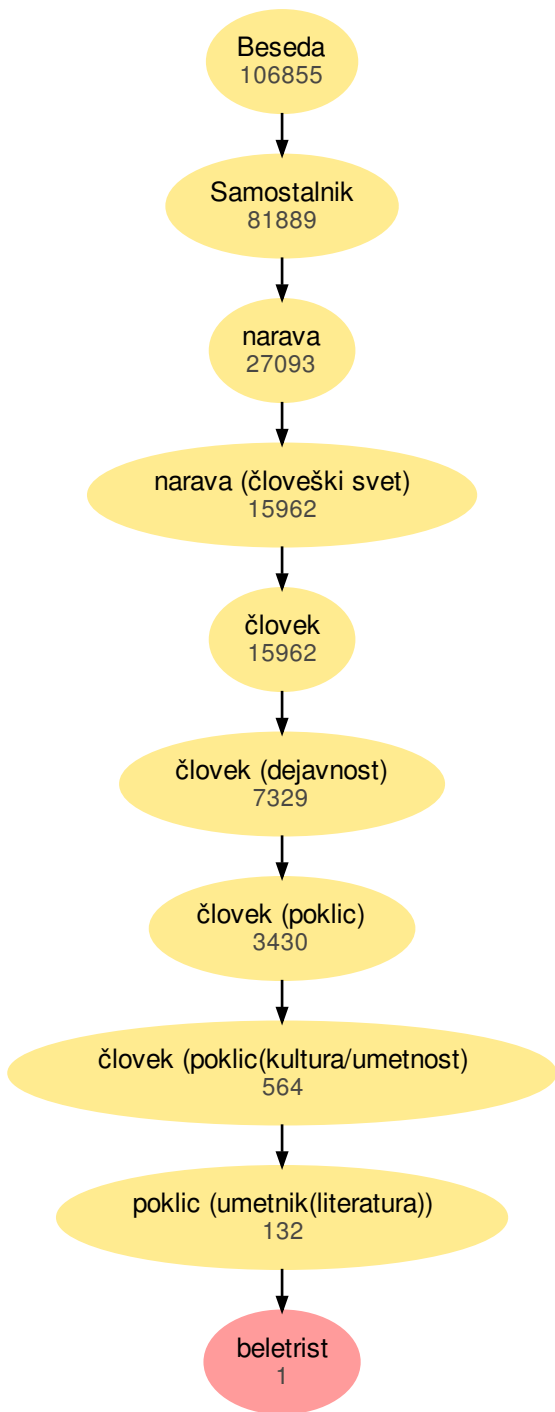 Beseda
106855
Samostalnik
81889
narava
27093
narava (človeški svet)
15962
človek
15962
človek (dejavnost)
7329
človek (poklic)
3430
človek (poklic(kultura/umetnost)
564
poklic (umetnik(literatura))
132
beletrist
1